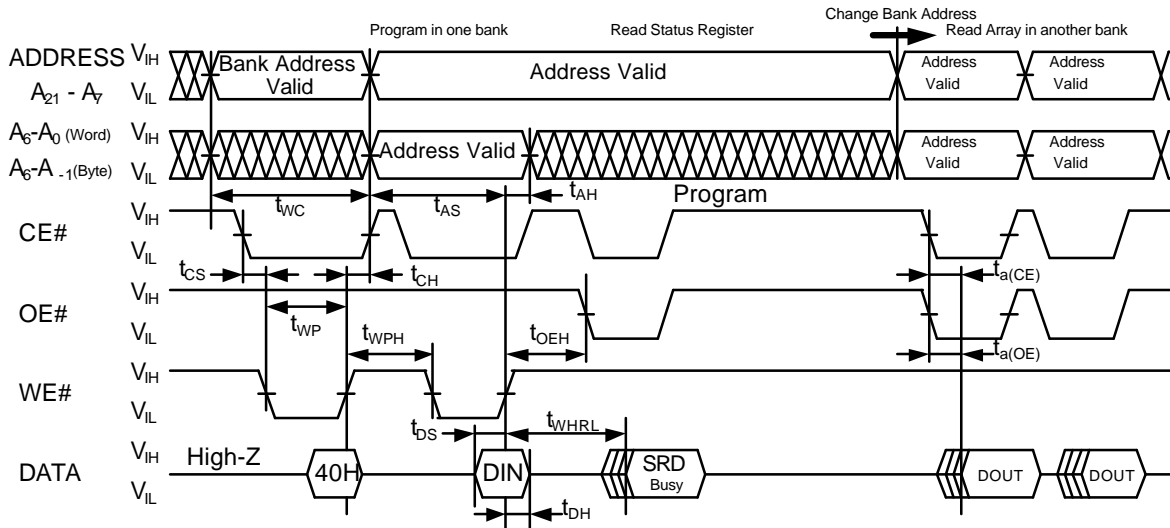 Program in one bank
Read Status Register
Change Bank Address
Read Array in another bank
ADDRESS
A21 - A7
VIH
VIL
Bank Address
Valid
Address Valid
Address
Valid
Address
Valid
A6-A0 (Word)
A6-A -1(Byte)
VIH
VIL
Address Valid
Address
Valid
Address
Valid
tWC
tAS
tAH
Program
CE#
VIH
VIL
tCS
tCH
ta(CE)
OE#
VIH
VIL
tWP
tWPH
tOEH
ta(OE)
WE#
VIH
VIL
tDS
tWHRL
DATA
VIH
VIL
High-Z
40H
DIN
SRD
Busy
DOUT
DOUT
tDH